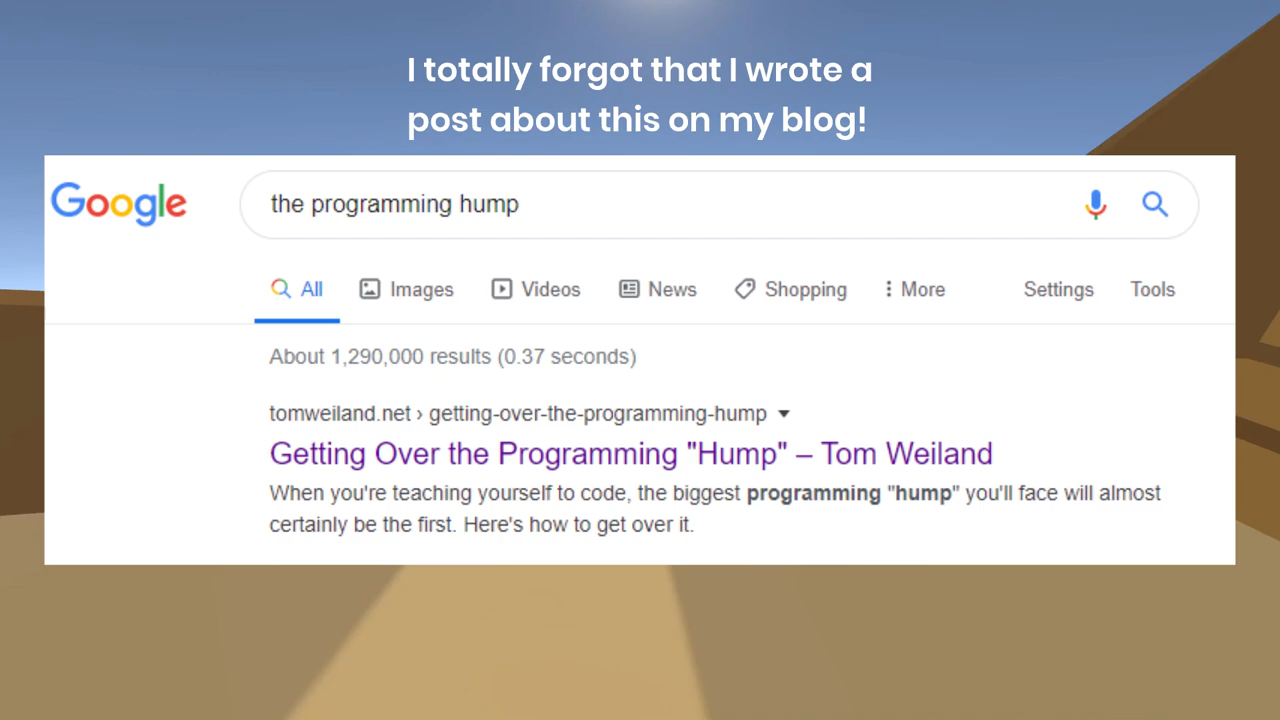 I totally forgot that I wrote a
post about this on my blog!
Google
the programming hump
All Images Videos News Shopping More Settings Tools
About 1,290,000 results (0.37 seconds)
tomweiland.net › getting-over-the-programming-hump
Getting Over the Programming "Hump" – Tom Weiland
When you're teaching yourself to code, the biggest programming "hump" you'll face will almost
certainly be the first. Here's how to get over it.